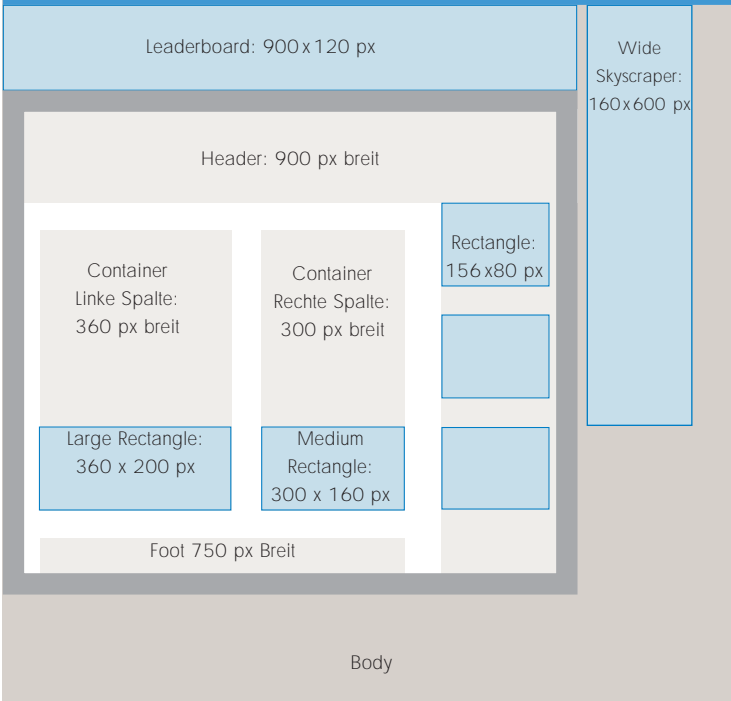 Leaderboard: 900x120 px
Wide
Skyscraper:
160x600 px
Header: 900 px breit
Container
Linke Spalte:
360 px breit
Container
Rechte Spalte:
300 px breit
Rectangle:
156x80 px
Large Rectangle:
360 x 200 px
Medium
Rectangle:
300 x 160 px
Foot 750 px Breit
Body